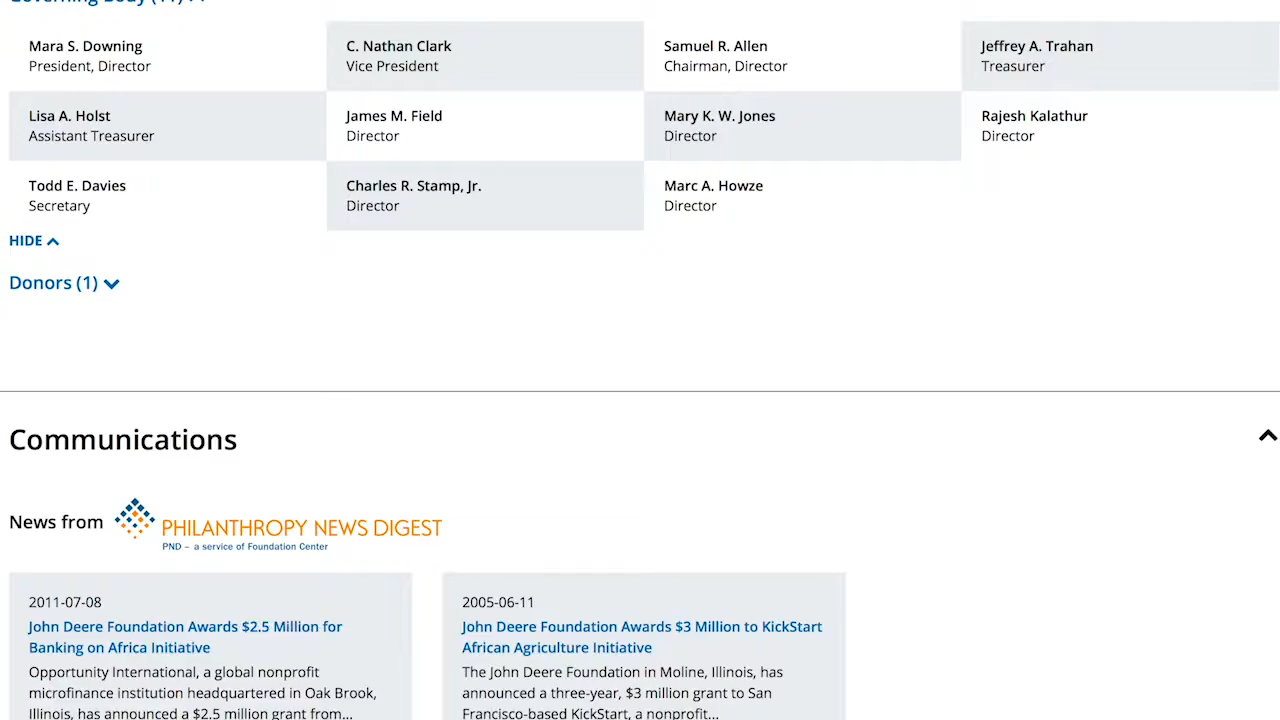 Governing Body (11)
Mara S. Downing
President, Director
C. Nathan Clark
Vice President
Samuel R. Allen
Chairman, Director
Jeffrey A. Trahan
Treasurer
Lisa A. Holst
Assistant Treasurer
James M. Field
Director
Mary K. W. Jones
Director
Rajesh Kalathur
Director
Todd E. Davies
Secretary
Charles R. Stamp, Jr.
Director
Marc A. Howze
Director
HIDE
Donors (1)
Communications
News from
PHILANTHROPY NEWS DIGEST
PND – a service of Foundation Center
2011-07-08
John Deere Foundation Awards $2.5 Million for
Banking on Africa Initiative
Opportunity International, a global nonprofit
microfinance institution headquartered in Oak Brook,
Illinois, has announced a $2.5 million grant from...
2005-06-11
John Deere Foundation Awards $3 Million to KickStart
African Agriculture Initiative
The John Deere Foundation in Moline, Illinois, has
announced a three-year, $3 million grant to San
Francisco-based KickStart, a nonprofit...